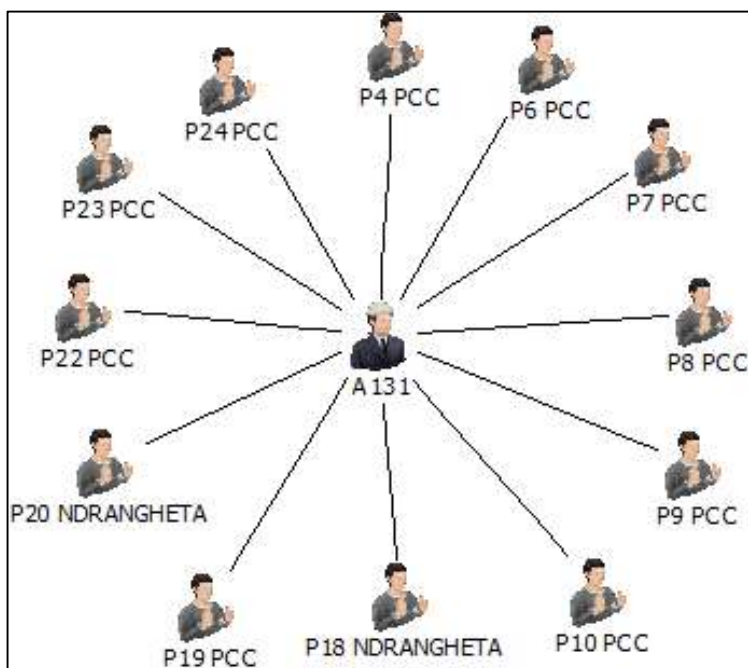 P4 PCC
P6 PCC
P24 PCC
P7 PCC
P23 PCC
P22 PCC
P8 PCC
A131
P20 NDRANGHETA
P9 PCC
P19 PCC
P18 NDRANGHETA
P10 PCC